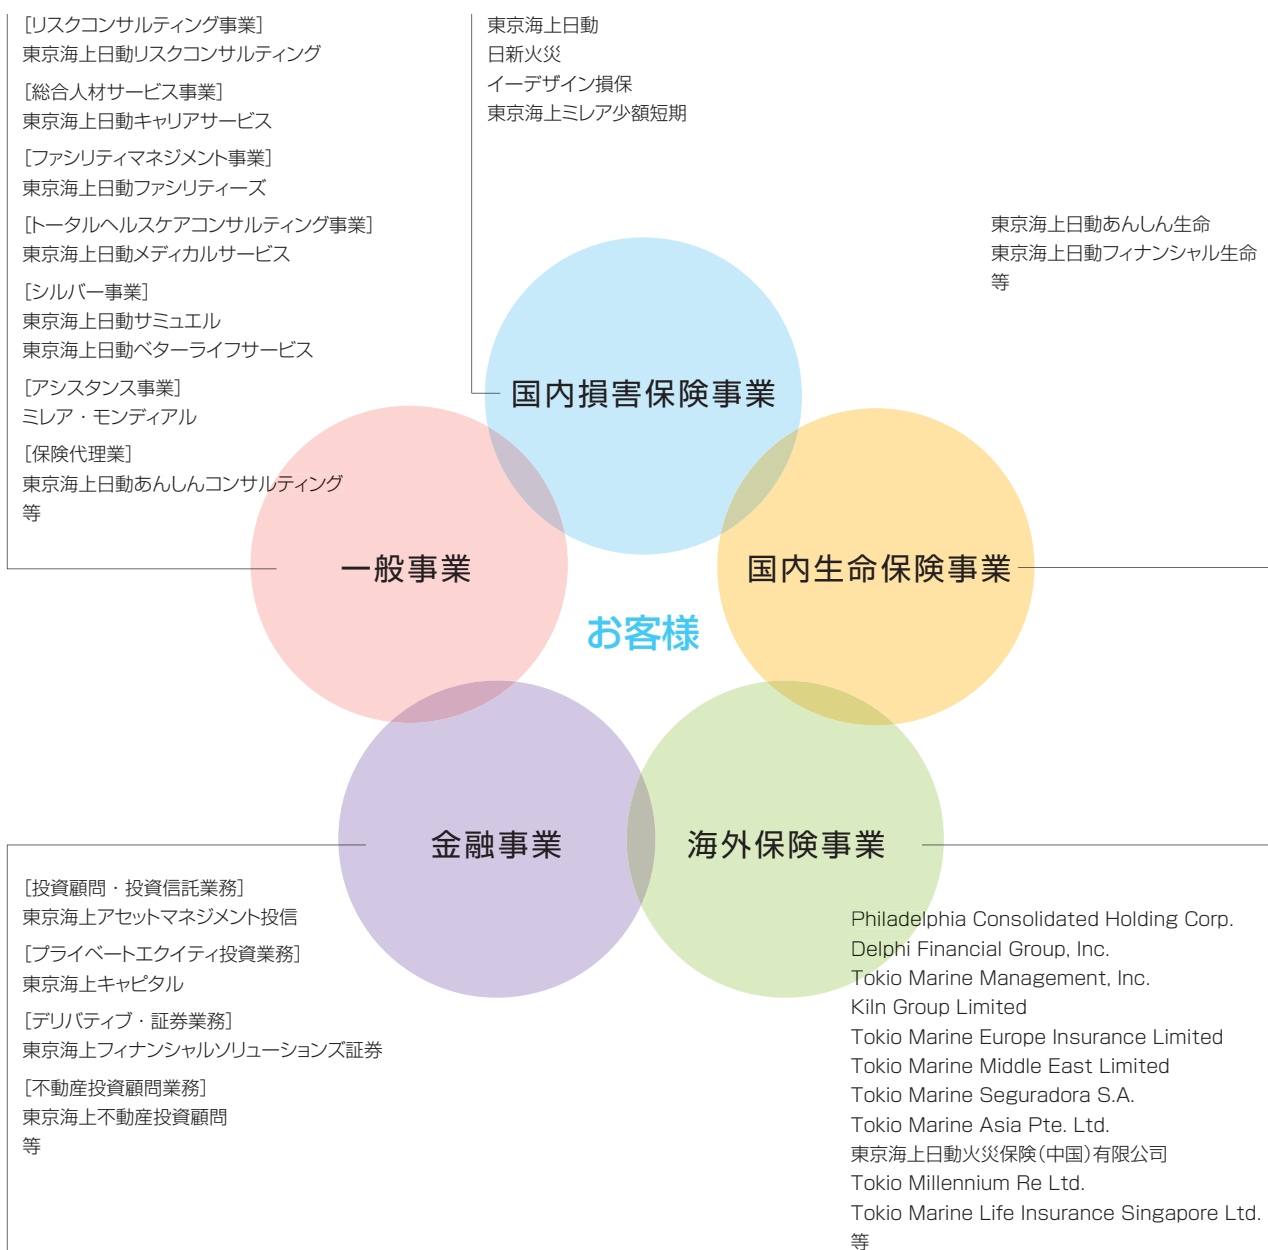 [リスクコンサルティング事業]
東京海上日動リスクコンサルティング
[総合人材サービス事業]
東京海上日動キャリアサービス
[ファシリティマネジメント事業]
東京海上日動ファシリティーズ
[トータルヘルスケアコンサルティング事業]
東京海上日動メディカルサービス
[シルバー事業]
東京海上日動サミュエル
東京海上日動ベターライフサービス
[アシスタンス事業]
ミレア・モンディアル
[保険代理業]
東京海上日動あんしんコンサルティング
等
東京海上日動
日新火災
イーデザイン損保
東京海上ミレア少額短期
東京海上日動あんしん生命
東京海上日動フィナンシャル生命
等
国内損害保険事業
一般事業
国内生命保険事業
お客様
金融事業
海外保険事業
[投資顧問・投資信託業務]
東京海上アセットマネジメント投信
[プライベートエクイティ投資業務]
東京海上キャピタル
[デリバティブ・証券業務]
東京海上フィナンシャルソリューションズ証券
[不動産投資顧問業務]
東京海上不動産投資顧問
等
Philadelphia Consolidated Holding Corp.
Delphi Financial Group, Inc.
Tokio Marine Management, Inc.
Kiln Group Limited
Tokio Marine Europe Insurance Limited
Tokio Marine Middle East Limited
Tokio Marine Seguradora S.A.
Tokio Marine Asia Pte. Ltd.
東京海上日動火災保険(中国)有限公司
Tokio Millennium Re Ltd.
Tokio Marine Life Insurance Singapore Ltd.
等